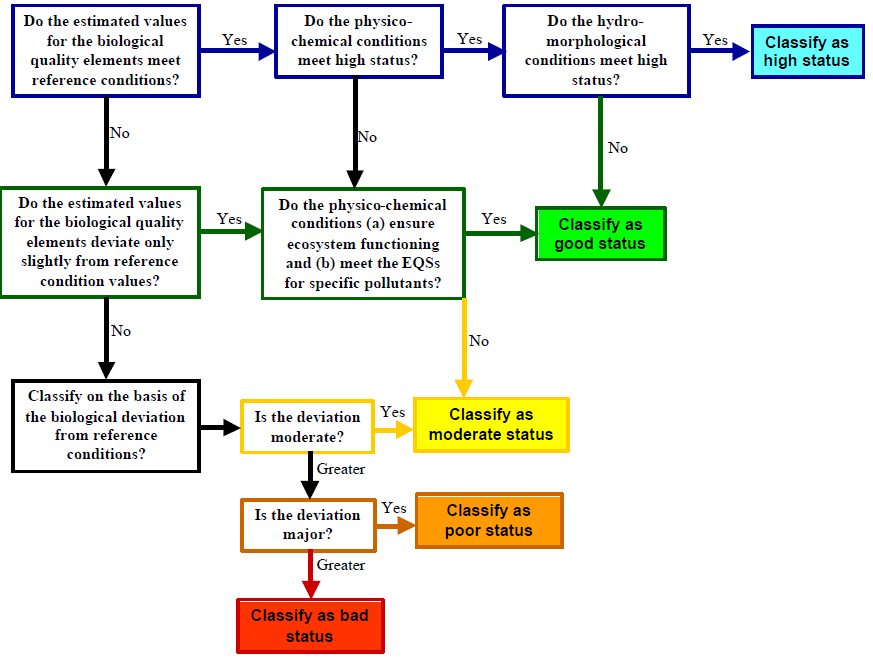 Do the estimated values
for the biological
quality elements meet
reference conditions?
Yes
Do the physico-
chemical conditions
meet high status?
Yes
Do the hydro-
morphological
conditions meet high
status?
Yes
Classify as
high status
No
No
No
Do the estimated values
for the biological quality
elements deviate only
slightly from reference
condition values?
Yes
Do the physico-chemical
conditions (a) ensure
ecosystem functioning
and (b) meet the EQSs
for specific pollutants?
Yes
Classify as
good status
No
No
Classify on the basis of
the biological deviation
from reference
conditions?
Is the deviation
moderate?
Yes
Classify as
moderate status
Greater
Is the deviation
major?
Yes
Classify as
poor status
Greater
Classify as bad
status